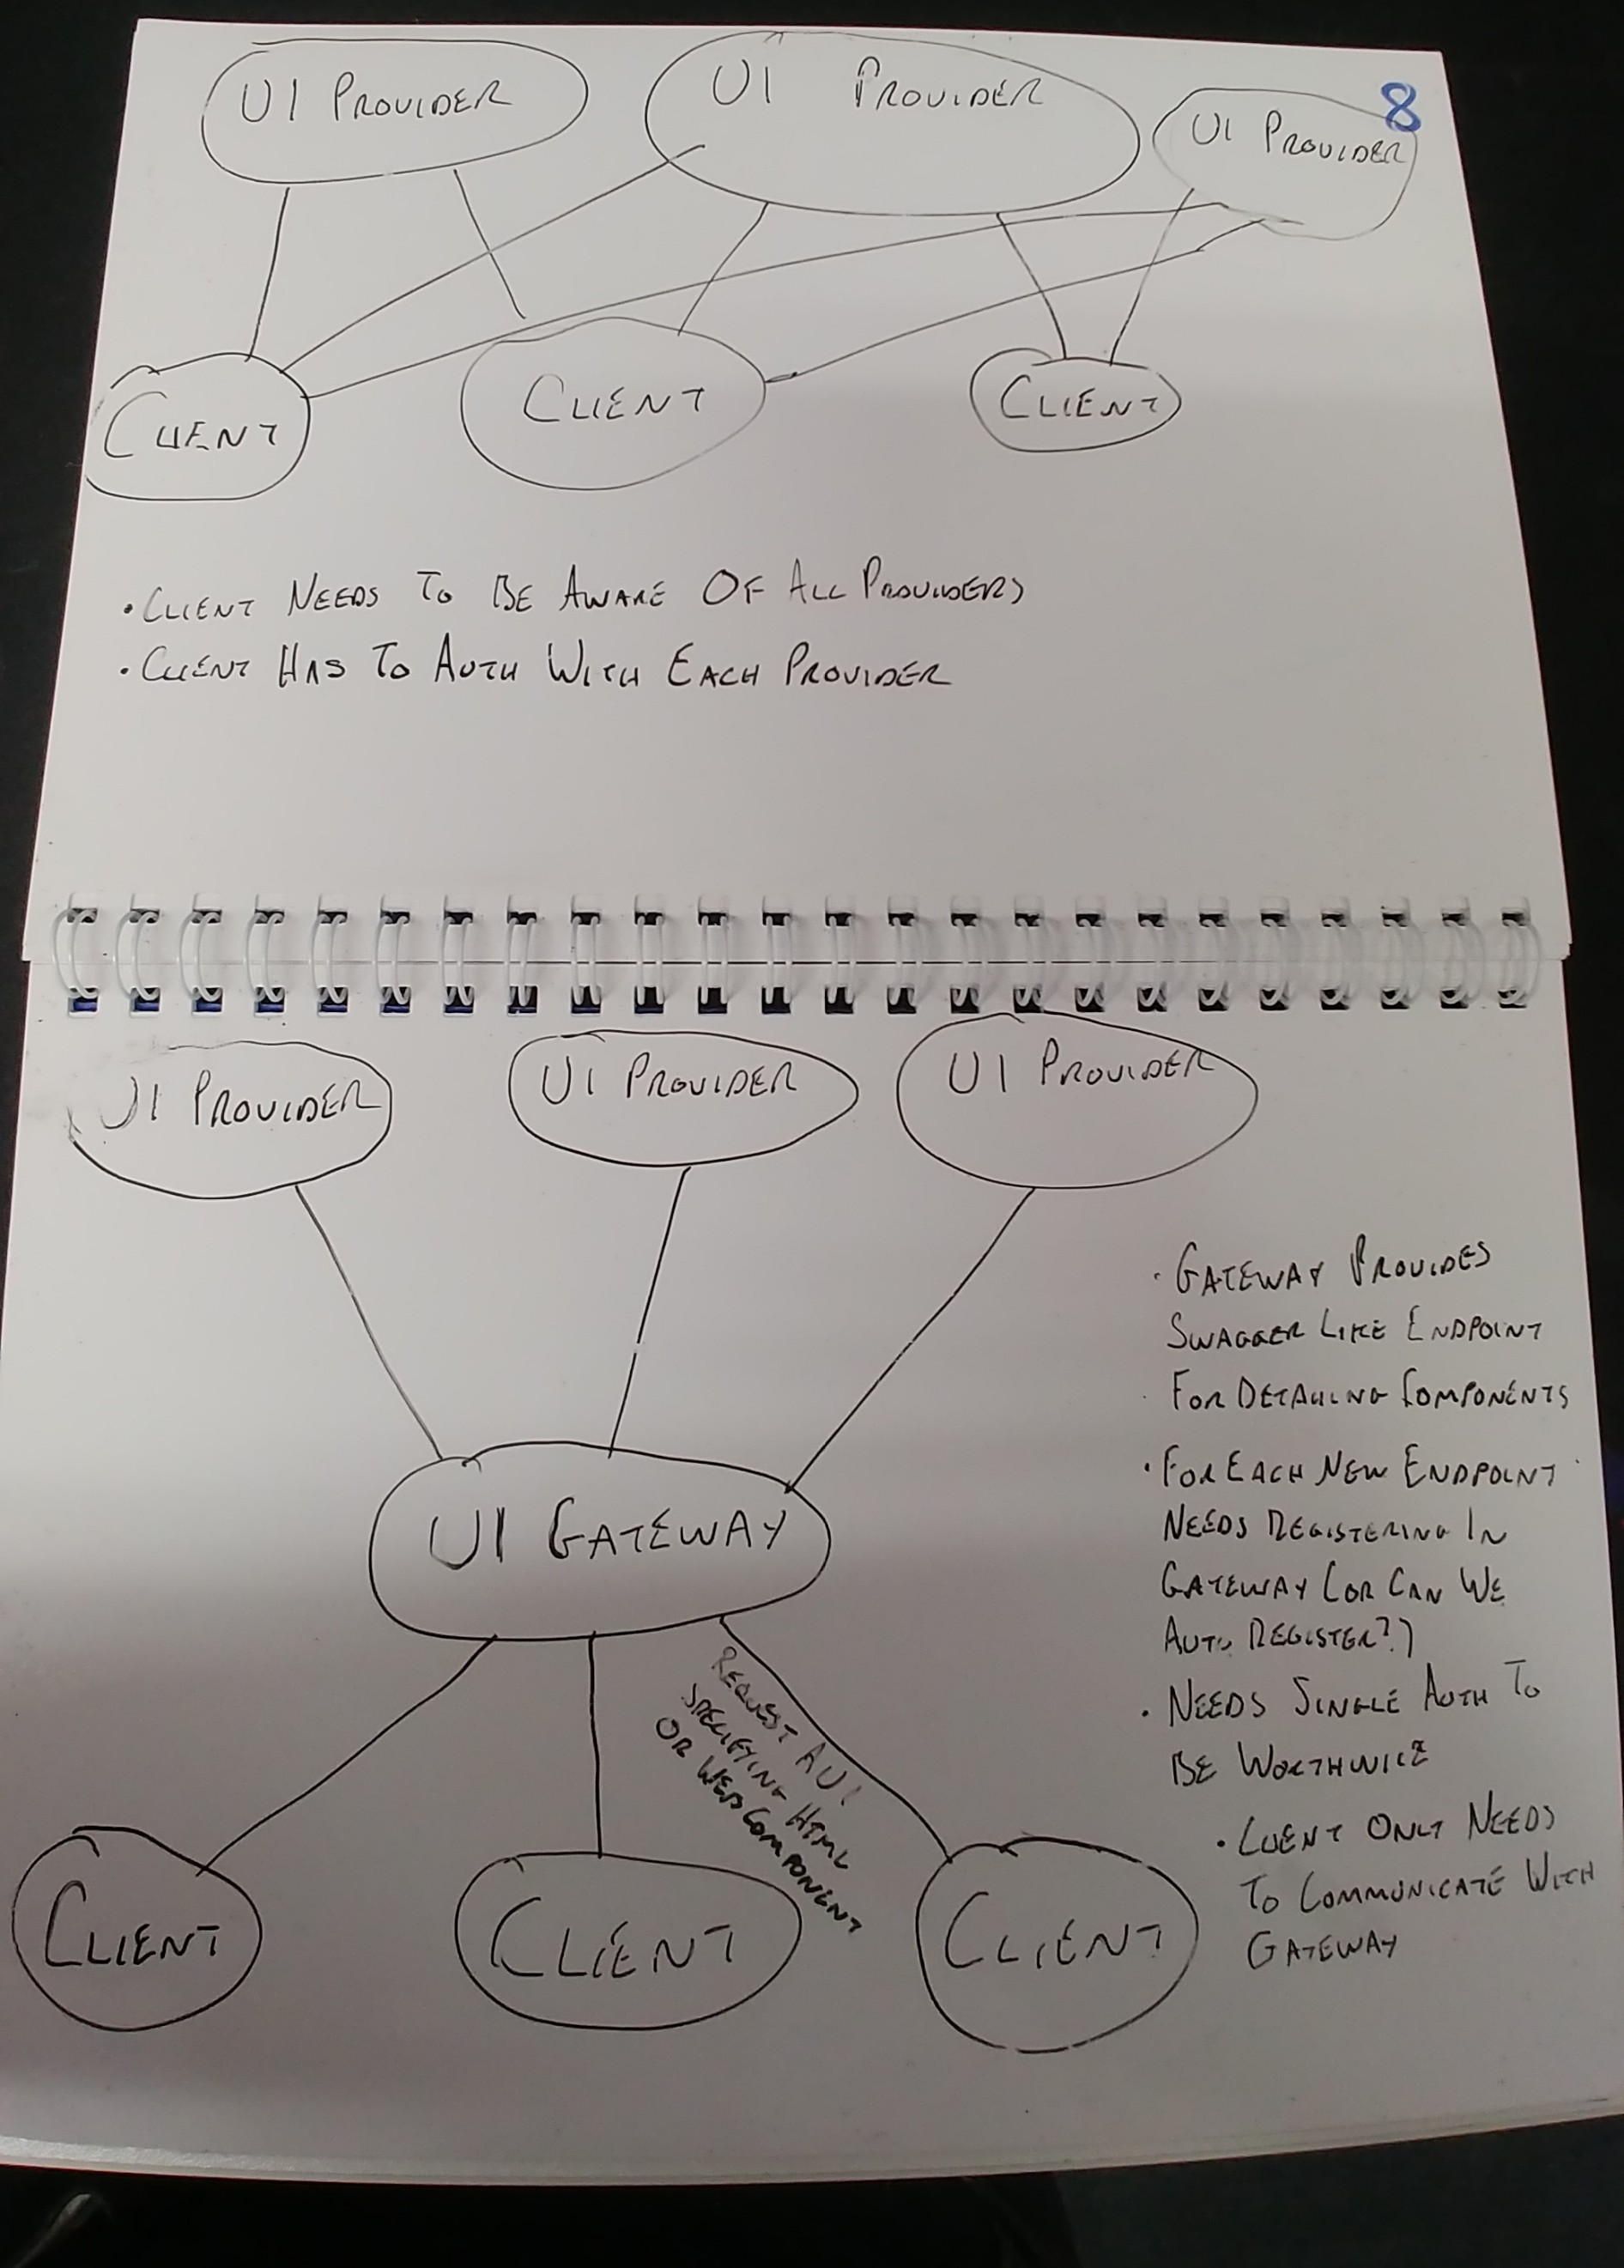 8
UI PROVIDER
UI PROVIDER
UI PROVIDER
CLIENT
CLIENT
CLIENT
• CLIENT NEEDS TO BE AWARE OF ALL PROVIDERS
• CLIENT HAS TO AUTH WITH EACH PROVIDER
UI PROVIDER
UI PROVIDER
UI PROVIDER
UI GATEWAY
REQUEST A UI
SPECIFYING HTML
OR WEB COMPONENT
CLIENT
CLIENT
CLIENT
• GATEWAY PROVIDES
SWAGGER LIKE ENDPOINT
FOR DETAILING COMPONENTS
• FOR EACH NEW ENDPOINT
NEEDS REGISTERING IN
GATEWAY (OR CAN WE
AUTO REGISTER?)
• NEEDS SINGLE AUTH TO
BE WORTHWILE
• CLIENT ONLY NEEDS
TO COMMUNICATE WITH
GATEWAY